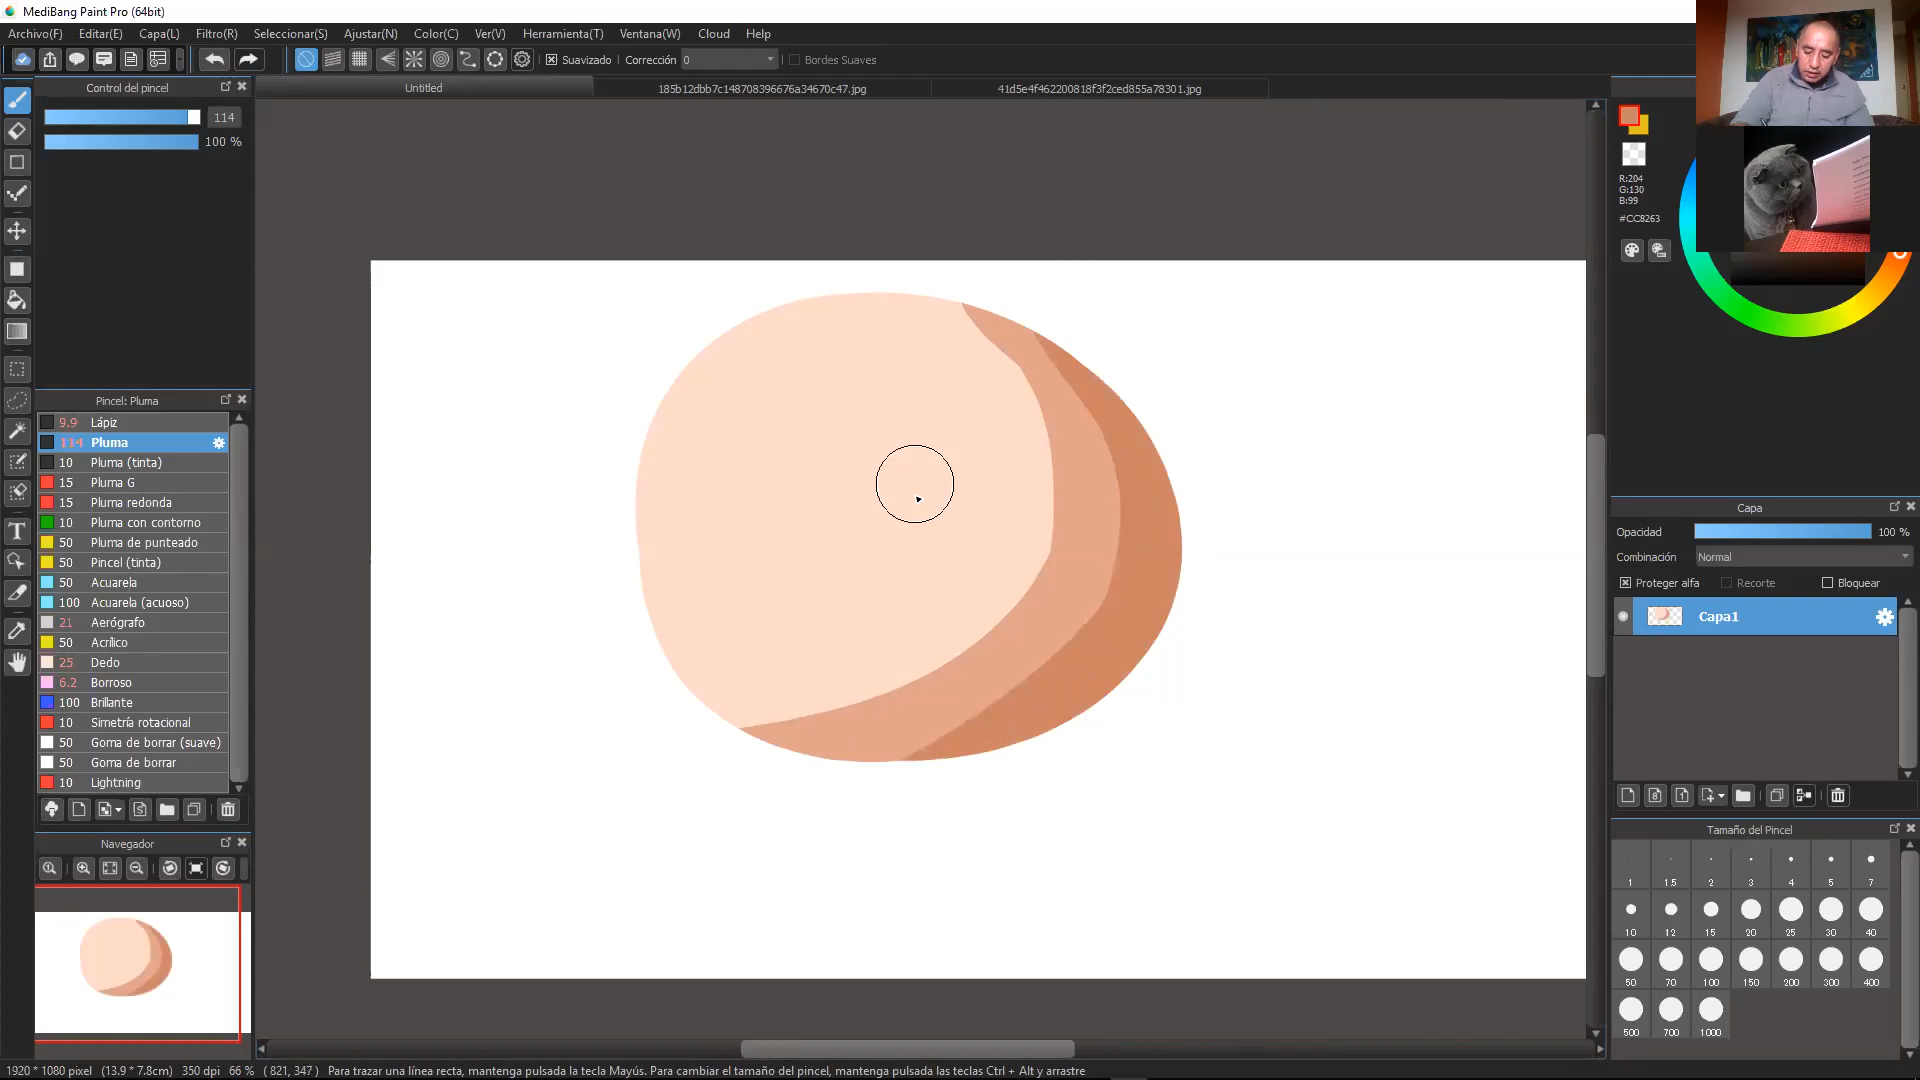 MediBang Paint Pro (64bit)
Archivo(F) Editar(E) Capa(L) Filtro(R) Seleccionar(S) Ajustar(N) Color(C) Ver(V) Herramienta(T) Ventana(W) Cloud Help
Suavizado Corrección 0 Bordes Suaves
Control del pincel
Untitled 185b12dbb7c148708396676a34670c47.jpg 41d5e4f462200818f3f2ced855a78301.jpg
114
100 %
R:204
G:130
B:99
#CC8263
Pincel: Pluma
9.9 Lápiz
114 Pluma
10 Pluma (tinta)
15 Pluma G
15 Pluma redonda
10 Pluma con contorno
50 Pluma de punteado
50 Pincel (tinta)
50 Acuarela
100 Acuarela (acuoso)
21 Aerógrafo
50 Acrílico
25 Dedo
6.2 Borroso
100 Brillante
10 Simetría rotacional
50 Goma de borrar (suave)
50 Goma de borrar
10 Lightning
Navegador
Capa
Opacidad 100 %
Combinación Normal
Proteger alfa Recorte Bloquear
Capa1
Tamaño del Pincel
1 1.5 2 3 4 5 7
10 12 15 20 25 30 40
50 70 100 150 200 300 400
500 700 1000
1920 * 1080 pixel (13.9 * 7.8cm) 350 dpi 66 % ( 821, 347 ) Para trazar una línea recta, mantenga pulsada la tecla Mayús. Para cambiar el tamaño del pincel, mantenga pulsadas las teclas Ctrl + Alt y arrastre